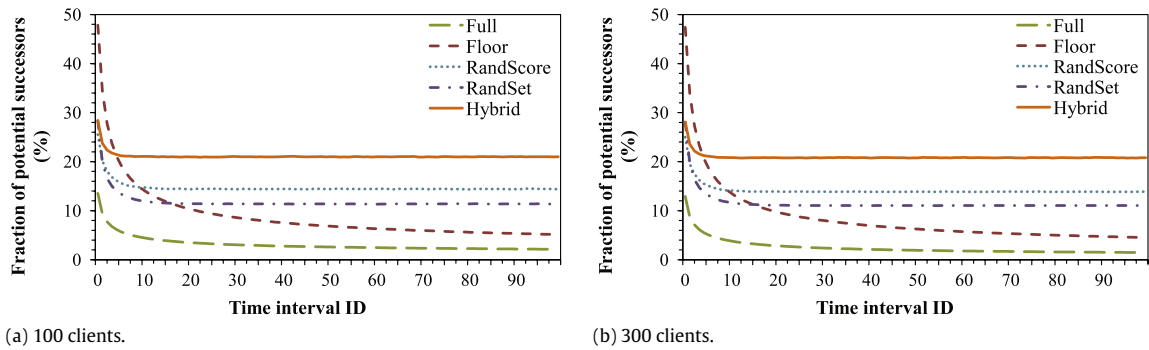 Fraction of potential successors
(%)
50
40
30
20
10
0
Full
Floor
RandScore
RandSet
Hybrid
0 10 20 30 40 50 60 70 80 90
Time interval ID
(a) 100 clients.
Fraction of potential successors
(%)
50
40
30
20
10
0
Full
Floor
RandScore
RandSet
Hybrid
0 10 20 30 40 50 60 70 80 90
Time interval ID
(b) 300 clients.